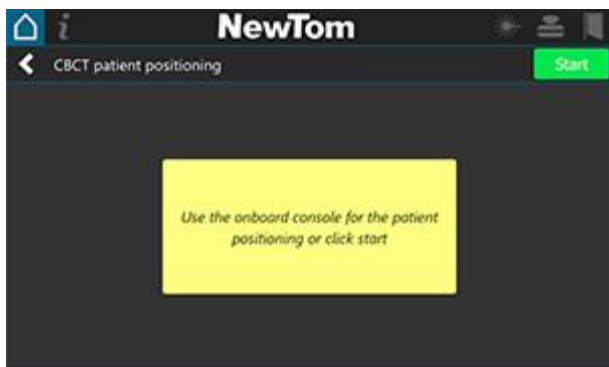 i
NewTom
CBCT patient positioning
Start
Use the onboard console for the patient
positioning or click start